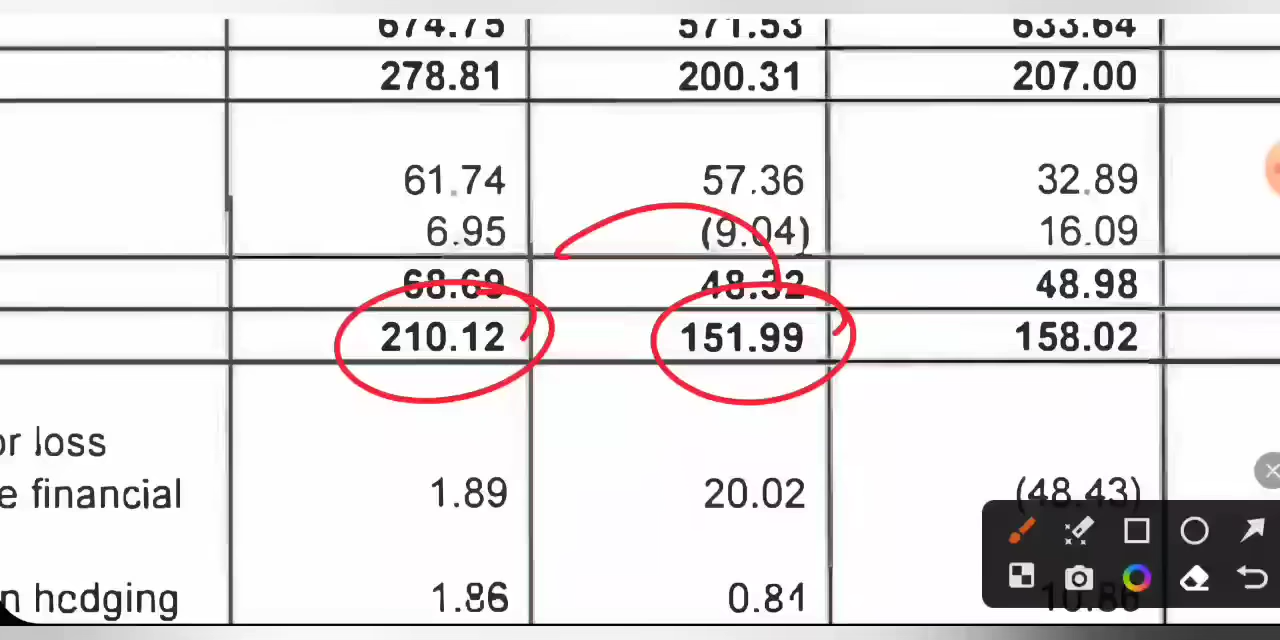 674.75 571.53 633.64
278.81 200.31 207.00
61.74 57.36 32.89
6.95 (9.04) 16.09
68.69 48.32 48.98
210.12 151.99 158.02
or loss
e financial 1.89 20.02 (48.43)
n hedging 1.86 0.81 10.86